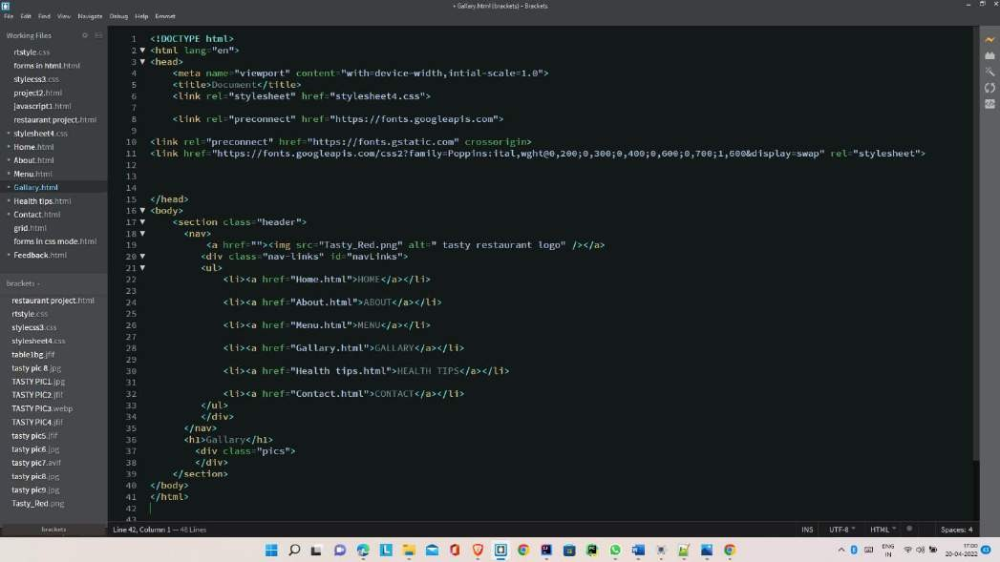 • Gallary.html (brackets) - Brackets
File Edit Find View Navigate Debug Help Emmet
Working Files
rtstyle.css
forms in html.html
stylecss3.css
project2.html
javascript1.html
restaurant project.html
stylesheet4.css
Home.html
About.html
Menu.html
Gallary.html
Health tips.html
Contact.html
grid.html
forms in css mode.html
Feedback.html
brackets
restaurant project.html
rtstyle.css
stylecss3.css
stylesheet4.css
table1bg.jfif
tasty pic 8.jpg
TASTY PIC1.jpg
TASTY PIC2.jfif
TASTY PIC3.webp
TASTY PIC4.jfif
tasty pic5.jfif
tasty pic6.jpg
tasty pic7.avif
tasty pic8.jpg
tasty pic9.jpg
Tasty_Red.png
brackets
1 <!DOCTYPE html>
2 <html lang="en">
3 <head>
4 <meta name="viewport" content="with=device-width,intial-scale=1.0">
5 <title>Document</title>
6 <link rel="stylesheet" href="stylesheet4.css">
7
8 <link rel="preconnect" href="https://fonts.googleapis.com">
9
10 <link rel="preconnect" href="https://fonts.gstatic.com" crossorigin>
11 <link href="https://fonts.googleapis.com/css2?family=Poppins:ital,wght@0,200;0,300;0,400;0,600;0,700;1,600&display=swap" rel="stylesheet">
12
13
14
15 </head>
16 <body>
17 <section class="header">
18 <nav>
19 <a href=""><img src="Tasty_Red.png" alt=" tasty restaurant logo" /></a>
20 <div class="nav-links" id="navLinks">
21 <ul>
22 <li><a href="Home.html">HOME</a></li>
23
24 <li><a href="About.html">ABOUT</a></li>
25
26 <li><a href="Menu.html">MENU</a></li>
27
28 <li><a href="Gallary.html">GALLARY</a></li>
29
30 <li><a href="Health tips.html">HEALTH TIPS</a></li>
31
32 <li><a href="Contact.html">CONTACT</a></li>
33 </ul>
34 </div>
35 </nav>
36 <h1>Gallary</h1>
37 <div class="pics">
38 </div>
39 </section>
40 </body>
41 </html>
42
43
Line 42, Column 1 — 48 Lines
INS UTF-8 HTML Spaces: 4
ENG
IN
17:00
20-04-2022